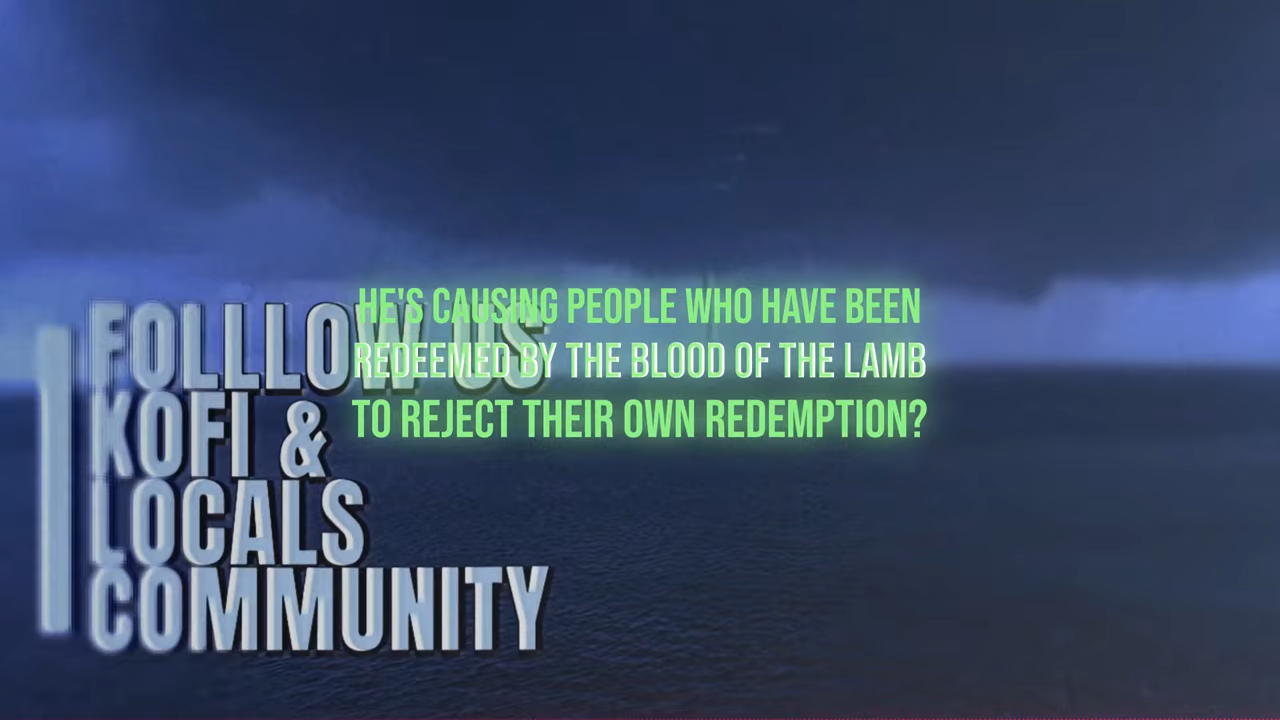 FOLLLOW US
KOFI &
LOCALS
COMMUNITY
HE'S CAUSING PEOPLE WHO HAVE BEEN
REDEEMED BY THE BLOOD OF THE LAMB
TO REJECT THEIR OWN REDEMPTION?